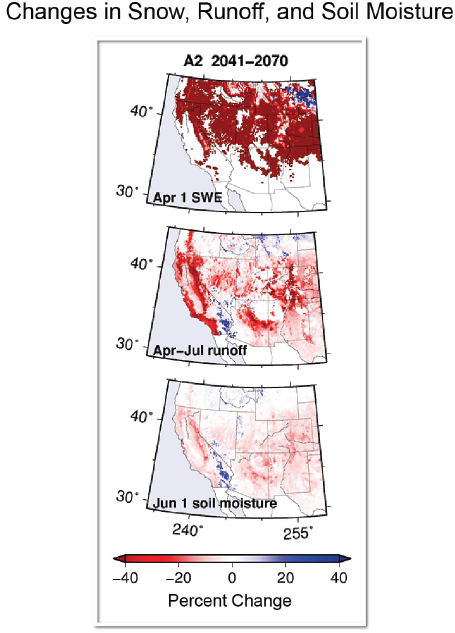 Changes in Snow, Runoff, and Soil Moisture
A2 2041–2070
40°
30°
Apr 1 SWE
40°
30°
Apr–Jul runoff
40°
30°
Jun 1 soil moisture
240° 255°
−40 −20 0 20 40
Percent Change